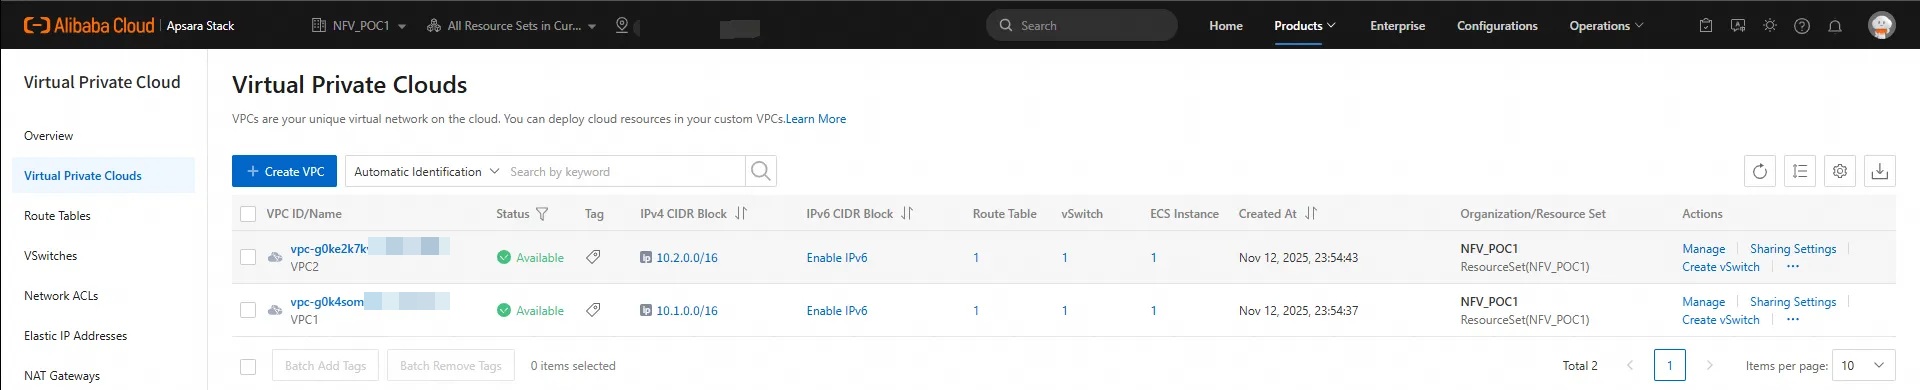 Alibaba Cloud | Apsara Stack
NFV_POC1
All Resource Sets in Cur...
Search
Home
Products
Enterprise
Configurations
Operations
Virtual Private Cloud
Overview
Virtual Private Clouds
Route Tables
VSwitches
Network ACLs
Elastic IP Addresses
NAT Gateways
Virtual Private Clouds
VPCs are your unique virtual network on the cloud. You can deploy cloud resources in your custom VPCs.Learn More
+ Create VPC
Automatic Identification
Search by keyword
VPC ID/Name Status Tag IPv4 CIDR Block IPv6 CIDR Block Route Table vSwitch ECS Instance Created At Organization/Resource Set Actions
vpc-g0ke2k7k NFV_POC1 Manage Sharing Settings
Available Ip 10.2.0.0/16 Enable IPv6 1 1 1 Nov 12, 2025, 23:54:43
VPC2 ResourceSet(NFV_POC1) Create vSwitch ...
vpc-g0k4som NFV_POC1 Manage Sharing Settings
Available Ip 10.1.0.0/16 Enable IPv6 1 1 1 Nov 12, 2025, 23:54:37
VPC1 ResourceSet(NFV_POC1) Create vSwitch ...
Batch Add Tags Batch Remove Tags 0 items selected Total 2 1 Items per page: 10